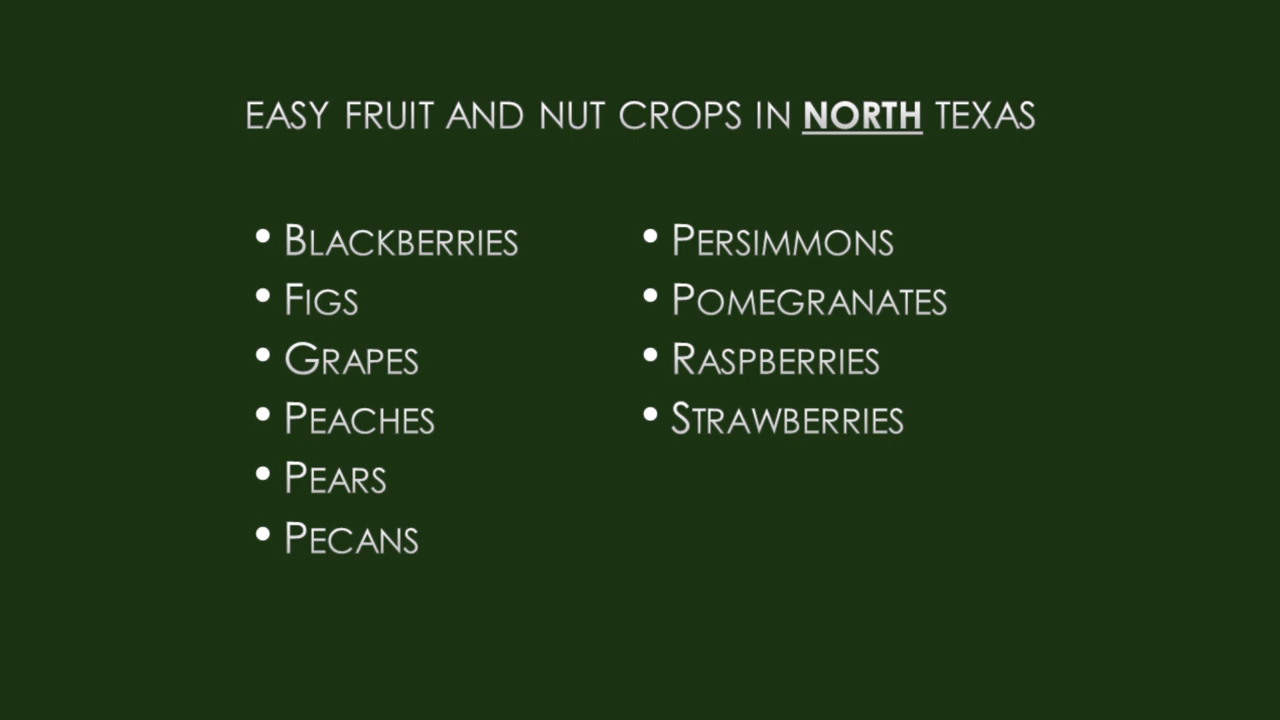 EASY FRUIT AND NUT CROPS IN NORTH TEXAS
• BLACKBERRIES
• FIGS
• GRAPES
• PEACHES
• PEARS
• PECANS
• PERSIMMONS
• POMEGRANATES
• RASPBERRIES
• STRAWBERRIES